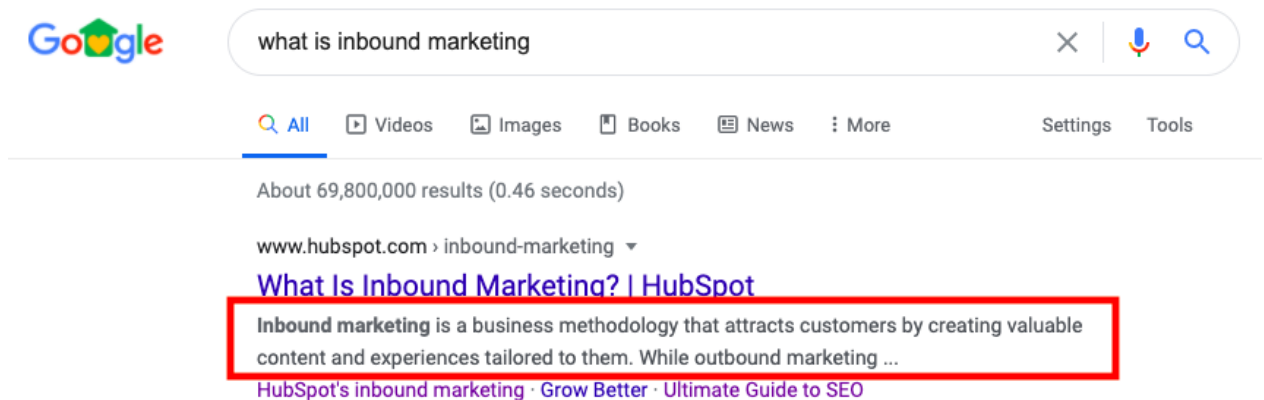 Google
what is inbound marketing
All Videos Images Books News More Settings Tools
About 69,800,000 results (0.46 seconds)
www.hubspot.com › inbound-marketing
What Is Inbound Marketing? | HubSpot
Inbound marketing is a business methodology that attracts customers by creating valuable
content and experiences tailored to them. While outbound marketing ...
HubSpot's inbound marketing · Grow Better · Ultimate Guide to SEO